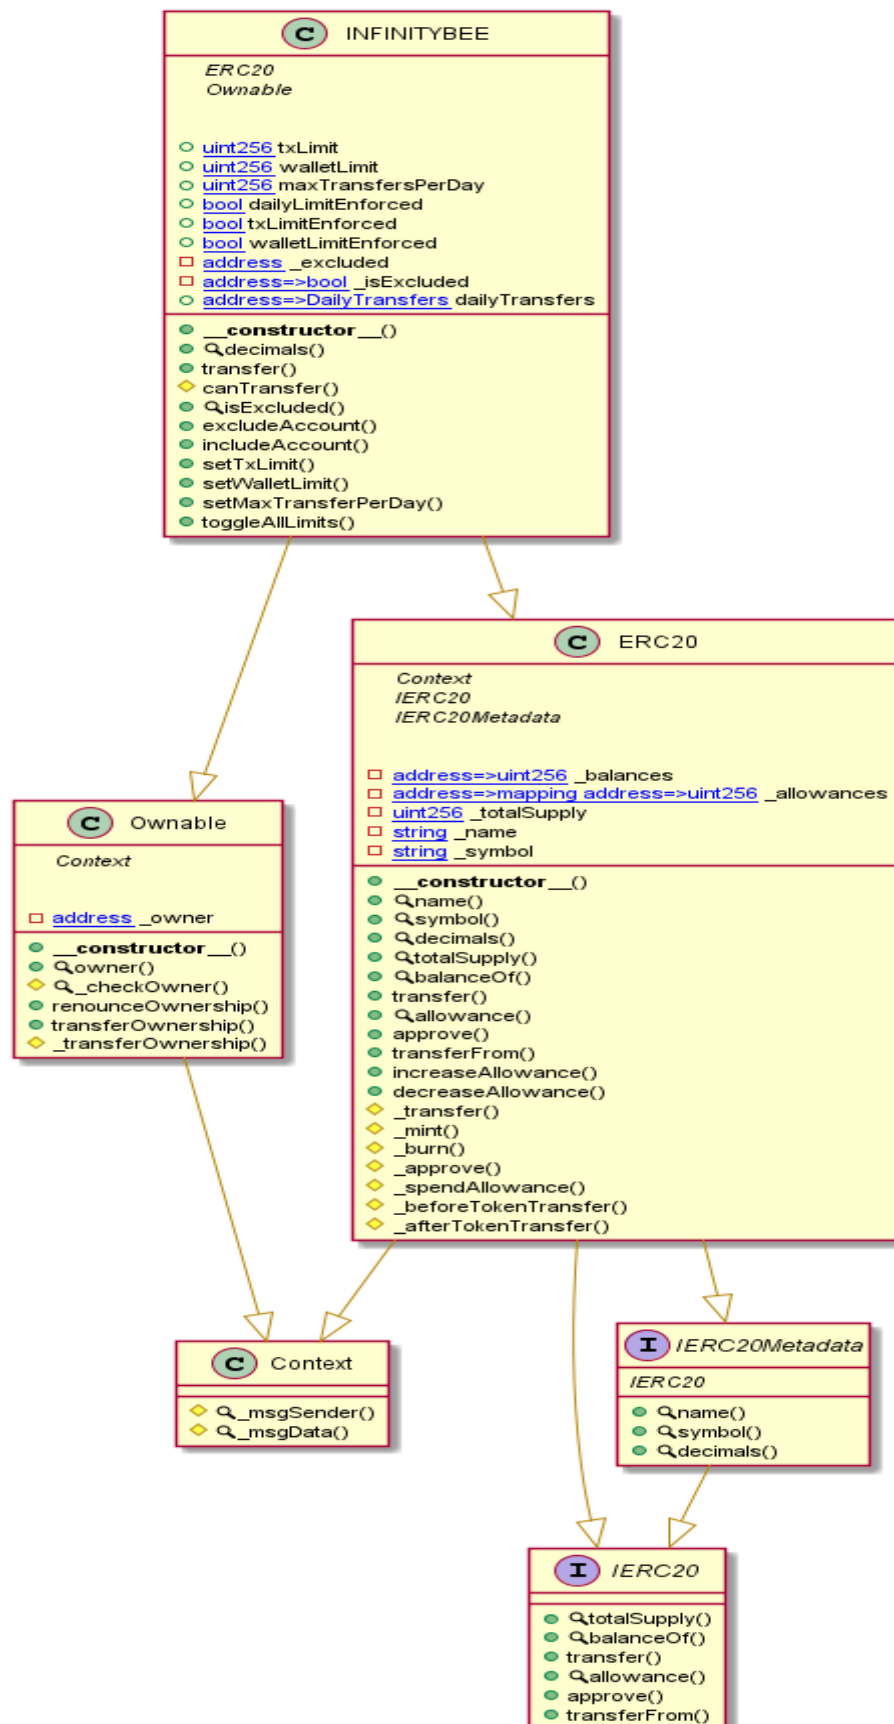 C INFINITYBEE
ERC20
Ownable
uint256 txLimit
uint256 walletLimit
uint256 maxTransfersPerDay
bool dailyLimitEnforced
bool txLimitEnforced
bool walletLimitEnforced
address _excluded
address=>bool _isExcluded
address=>DailyTransfers dailyTransfers
__constructor__()
decimals()
transfer()
canTransfer()
isExcluded()
excludeAccount()
includeAccount()
setTxLimit()
setWalletLimit()
setMaxTransferPerDay()
toggleAllLimits()
C ERC20
Context
IERC20
IERC20Metadata
address=>uint256 _balances
address=>mapping address=>uint256 _allowances
uint256 _totalSupply
string _name
string _symbol
__constructor__()
name()
symbol()
decimals()
totalSupply()
balanceOf()
transfer()
allowance()
approve()
transferFrom()
increaseAllowance()
decreaseAllowance()
_transfer()
_mint()
_burn()
_approve()
_spendAllowance()
_beforeTokenTransfer()
_afterTokenTransfer()
C Ownable
Context
address _owner
__constructor__()
owner()
_checkOwner()
renounceOwnership()
transferOwnership()
_transferOwnership()
C Context
_msgSender()
_msgData()
I IERC20Metadata
IERC20
name()
symbol()
decimals()
I IERC20
totalSupply()
balanceOf()
transfer()
allowance()
approve()
transferFrom()